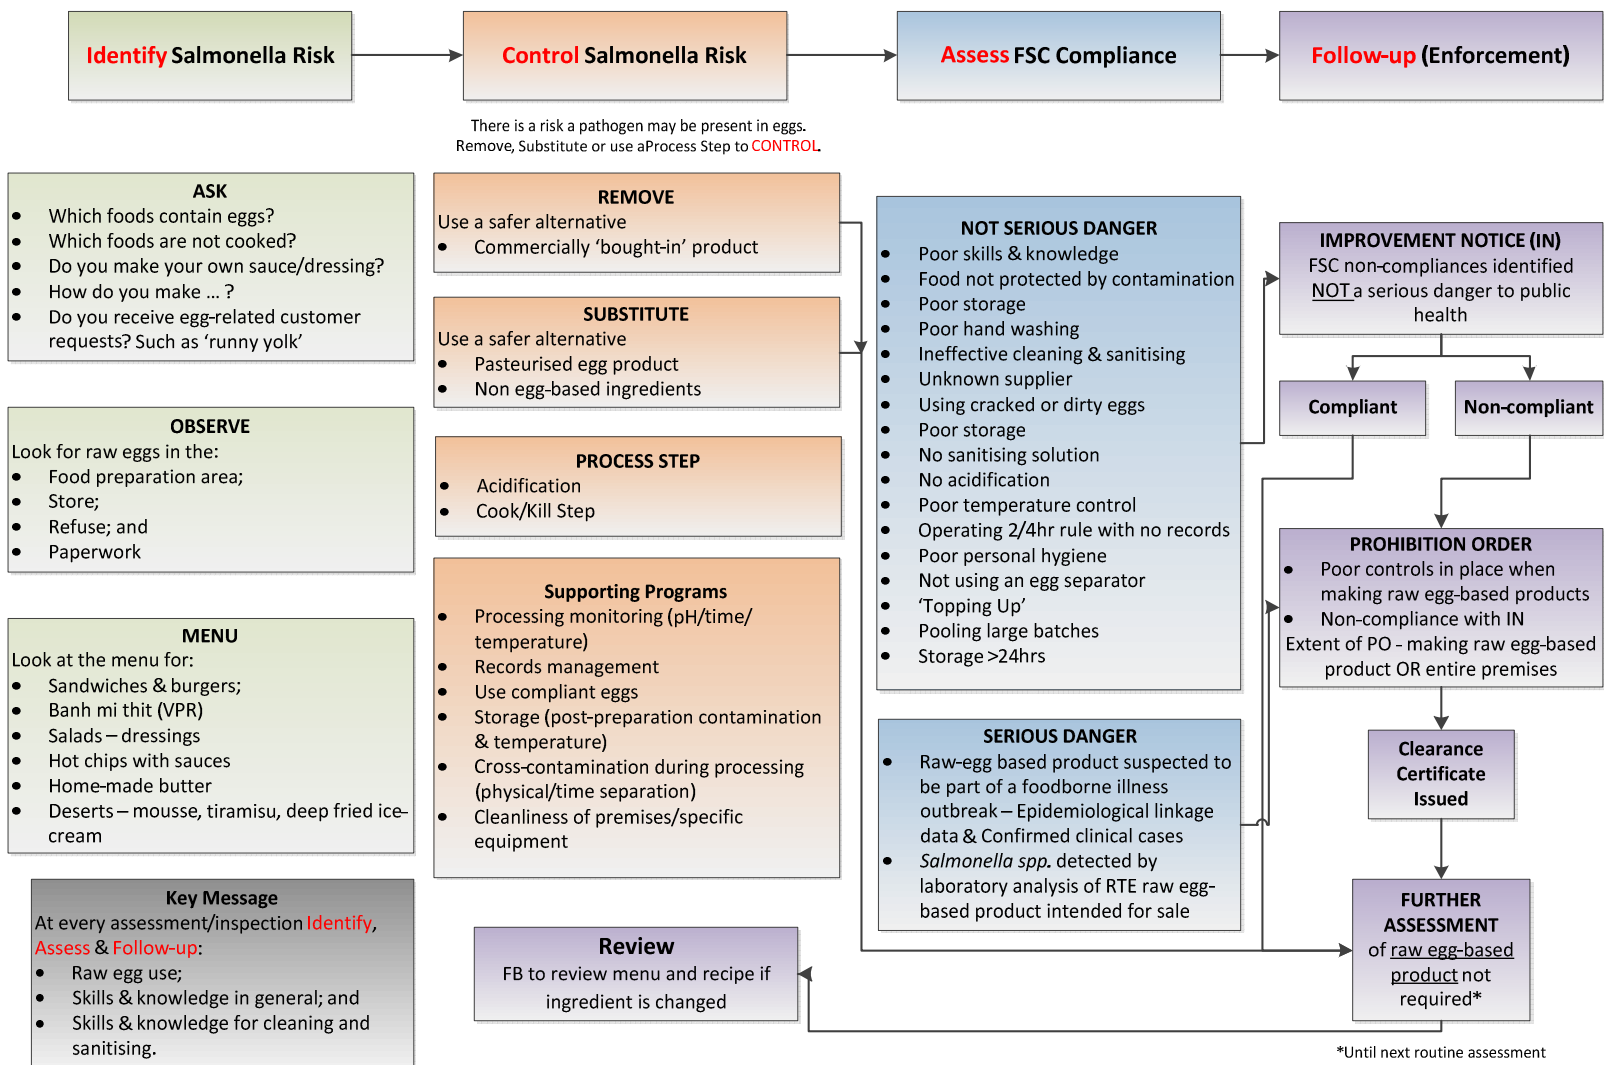 Identify Salmonella Risk
Control Salmonella Risk
Assess FSC Compliance
Follow-up (Enforcement)
There is a risk a pathogen may be present in eggs.
Remove, Substitute or use aProcess Step to CONTROL.
ASK
• Which foods contain eggs?
• Which foods are not cooked?
• Do you make your own sauce/dressing?
• How do you make ... ?
• Do you receive egg-related customer
requests? Such as ‘runny yolk’
OBSERVE
Look for raw eggs in the:
• Food preparation area;
• Store;
• Refuse; and
• Paperwork
MENU
Look at the menu for:
• Sandwiches & burgers;
• Banh mi thit (VPR)
• Salads – dressings
• Hot chips with sauces
• Home-made butter
• Deserts – mousse, tiramisu, deep fried ice-
cream
Key Message
At every assessment/inspection Identify,
Assess & Follow-up:
• Raw egg use;
• Skills & knowledge in general; and
• Skills & knowledge for cleaning and
sanitising.
REMOVE
Use a safer alternative
• Commercially ‘bought-in’ product
SUBSTITUTE
Use a safer alternative
• Pasteurised egg product
• Non egg-based ingredients
PROCESS STEP
• Acidification
• Cook/Kill Step
Supporting Programs
• Processing monitoring (pH/time/
temperature)
• Records management
• Use compliant eggs
• Storage (post-preparation contamination
& temperature)
• Cross-contamination during processing
(physical/time separation)
• Cleanliness of premises/specific
equipment
Review
FB to review menu and recipe if
ingredient is changed
NOT SERIOUS DANGER
• Poor skills & knowledge
• Food not protected by contamination
• Poor storage
• Poor hand washing
• Ineffective cleaning & sanitising
• Unknown supplier
• Using cracked or dirty eggs
• Poor storage
• No sanitising solution
• No acidification
• Poor temperature control
• Operating 2/4hr rule with no records
• Poor personal hygiene
• Not using an egg separator
• ‘Topping Up’
• Pooling large batches
• Storage >24hrs
SERIOUS DANGER
• Raw-egg based product suspected to
be part of a foodborne illness
outbreak – Epidemiological linkage
data & Confirmed clinical cases
• Salmonella spp. detected by
laboratory analysis of RTE raw egg-
based product intended for sale
IMPROVEMENT NOTICE (IN)
FSC non-compliances identified
NOT a serious danger to public
health
Compliant
Non-compliant
PROHIBITION ORDER
• Poor controls in place when
making raw egg-based products
• Non-compliance with IN
Extent of PO - making raw egg-based
product OR entire premises
Clearance
Certificate
Issued
FURTHER
ASSESSMENT
of raw egg-based
product not
required*
*Until next routine assessment